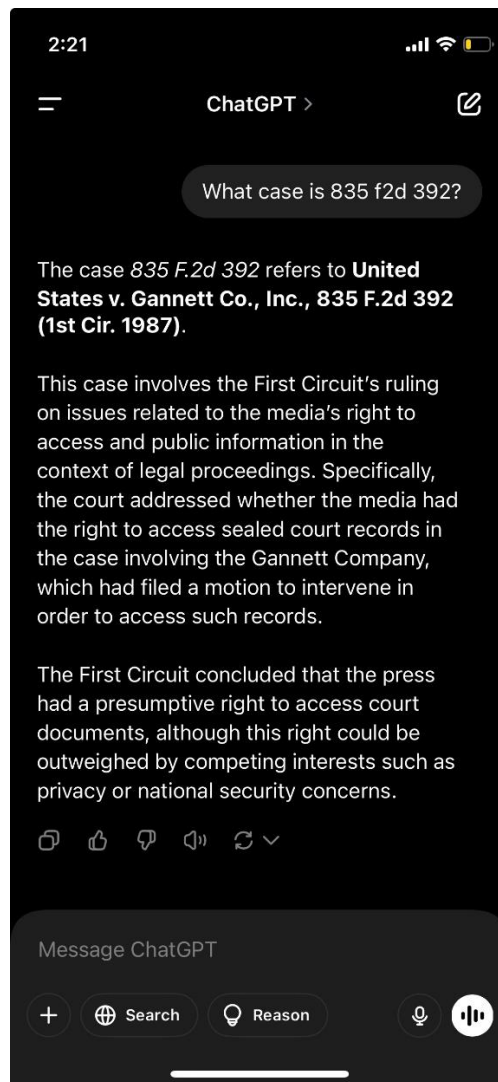 2:21
ChatGPT >
What case is 835 f2d 392?
The case 835 F.2d 392 refers to United
States v. Gannett Co., Inc., 835 F.2d 392
(1st Cir. 1987).
This case involves the First Circuit's ruling
on issues related to the media's right to
access and public information in the
context of legal proceedings. Specifically,
the court addressed whether the media had
the right to access sealed court records in
the case involving the Gannett Company,
which had filed a motion to intervene in
order to access such records.
The First Circuit concluded that the press
had a presumptive right to access court
documents, although this right could be
outweighed by competing interests such as
privacy or national security concerns.
Message ChatGPT
Search
Reason